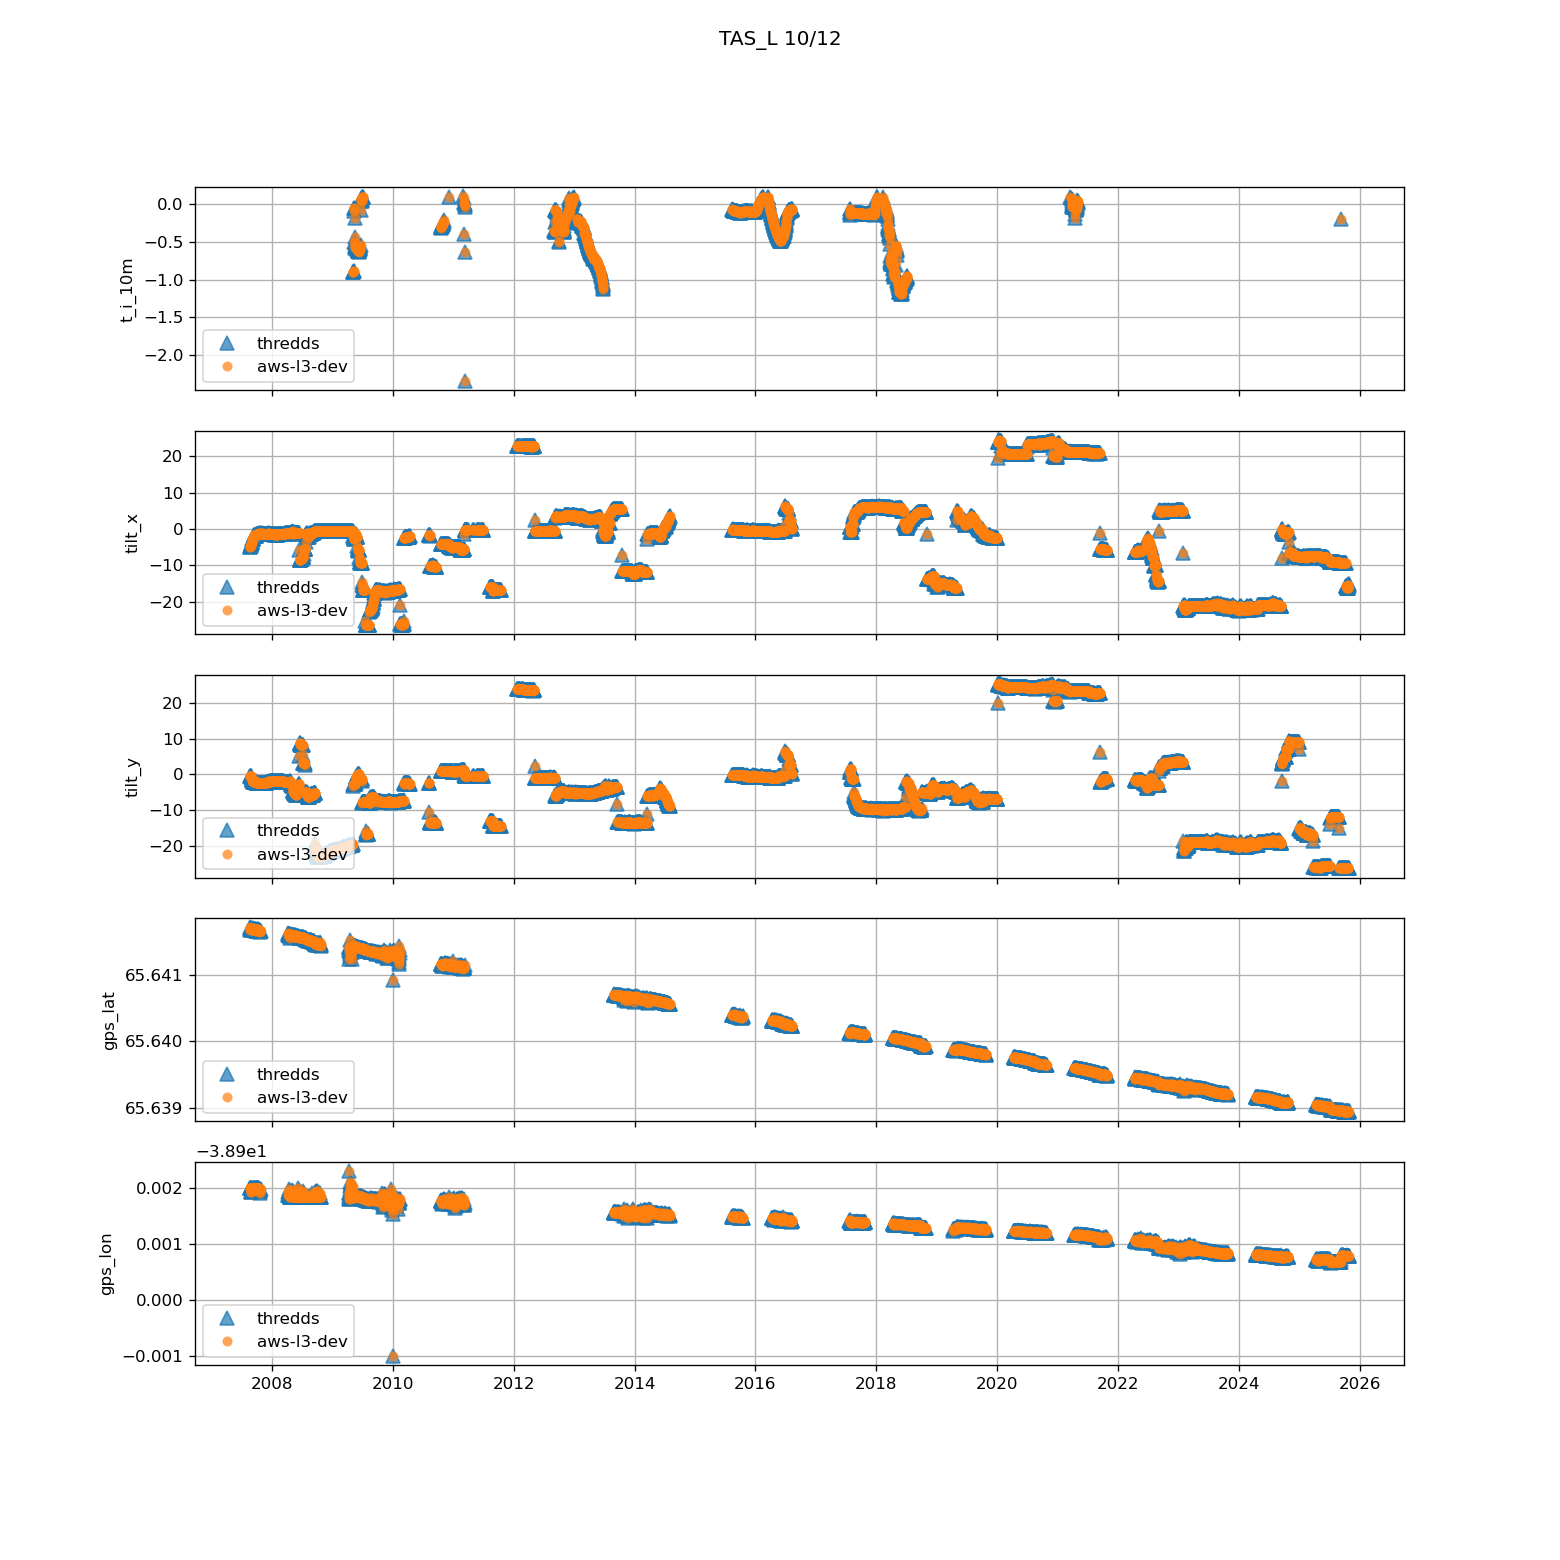 TAS_L 10/12
0.0
−0.5
−1.0
−1.5
−2.0
t_i_10m
thredds
aws-l3-dev
20
10
0
−10
−20
tilt_x
thredds
aws-l3-dev
20
10
0
−10
−20
tilt_y
thredds
aws-l3-dev
65.641
65.640
65.639
gps_lat
thredds
aws-l3-dev
−3.89e1
0.002
0.001
0.000
−0.001
gps_lon
thredds
aws-l3-dev
2008 2010 2012 2014 2016 2018 2020 2022 2024 2026